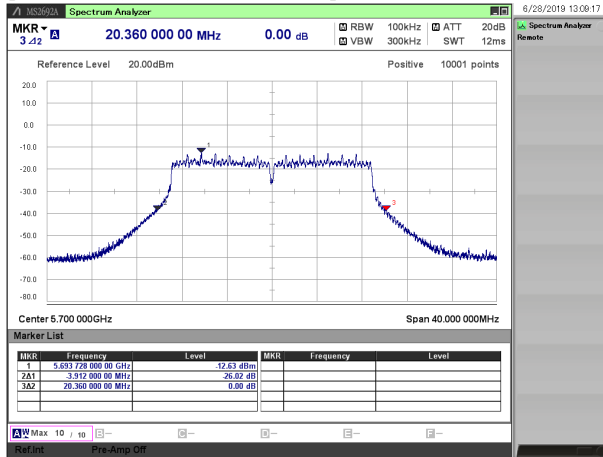 MS2692A Spectrum Analyzer
6/28/2019 13:09:17
MKR
3 Δ2 A 20.360 000 00 MHz 0.00 dB
M RBW 100kHz M ATT 20dB
M VBW 300kHz SWT 12ms
Spectrum Analyzer
Remote
Reference Level 20.00dBm Positive 10001 points
20.0
10.0
0.0
-10.0
-20.0
-30.0
-40.0
-50.0
-60.0
-70.0
-80.0
1
2
3
Center 5.700 000GHz Span 40.000 000MHz
Marker List
MKR Frequency Level MKR Frequency Level
1 5.693 728 000 00 GHz -12.63 dBm
2Δ1 -3.912 000 00 MHz -26.02 dB
3Δ2 20.360 000 00 MHz 0.00 dB
A W Max 10 / 10 B— C— D— E— F—
Ref.Int Pre-Amp Off